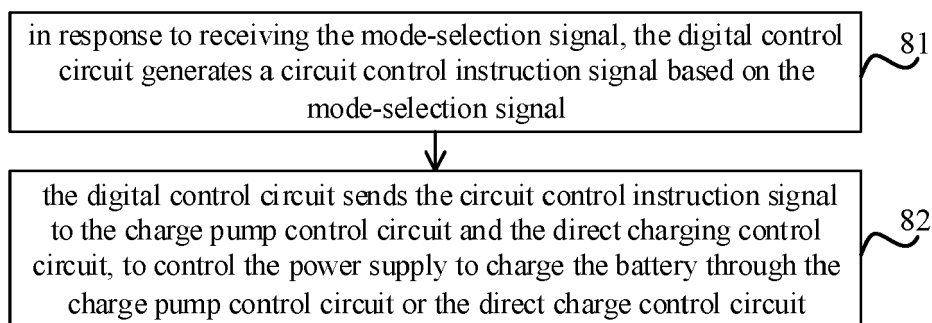 in response to receiving the mode-selection signal, the digital control
circuit generates a circuit control instruction signal based on the
mode-selection signal
81
the digital control circuit sends the circuit control instruction signal
to the charge pump control circuit and the direct charging control
circuit, to control the power supply to charge the battery through the
charge pump control circuit or the direct charge control circuit
82